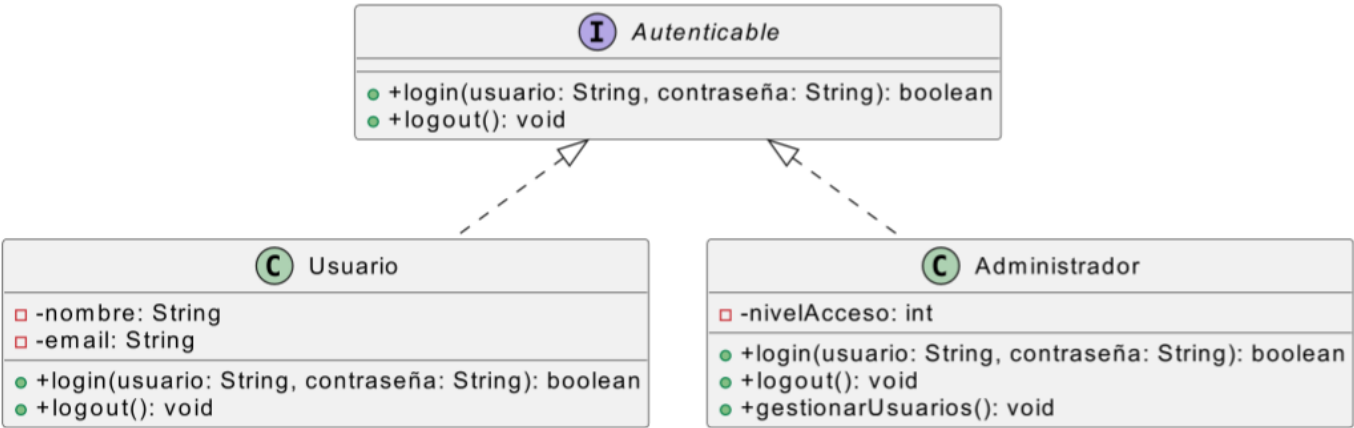 I Autenticable
+login(usuario: String, contraseña: String): boolean
+logout(): void
C Usuario
-nombre: String
-email: String
+login(usuario: String, contraseña: String): boolean
+logout(): void
C Administrador
-nivelAcceso: int
+login(usuario: String, contraseña: String): boolean
+logout(): void
+gestionarUsuarios(): void